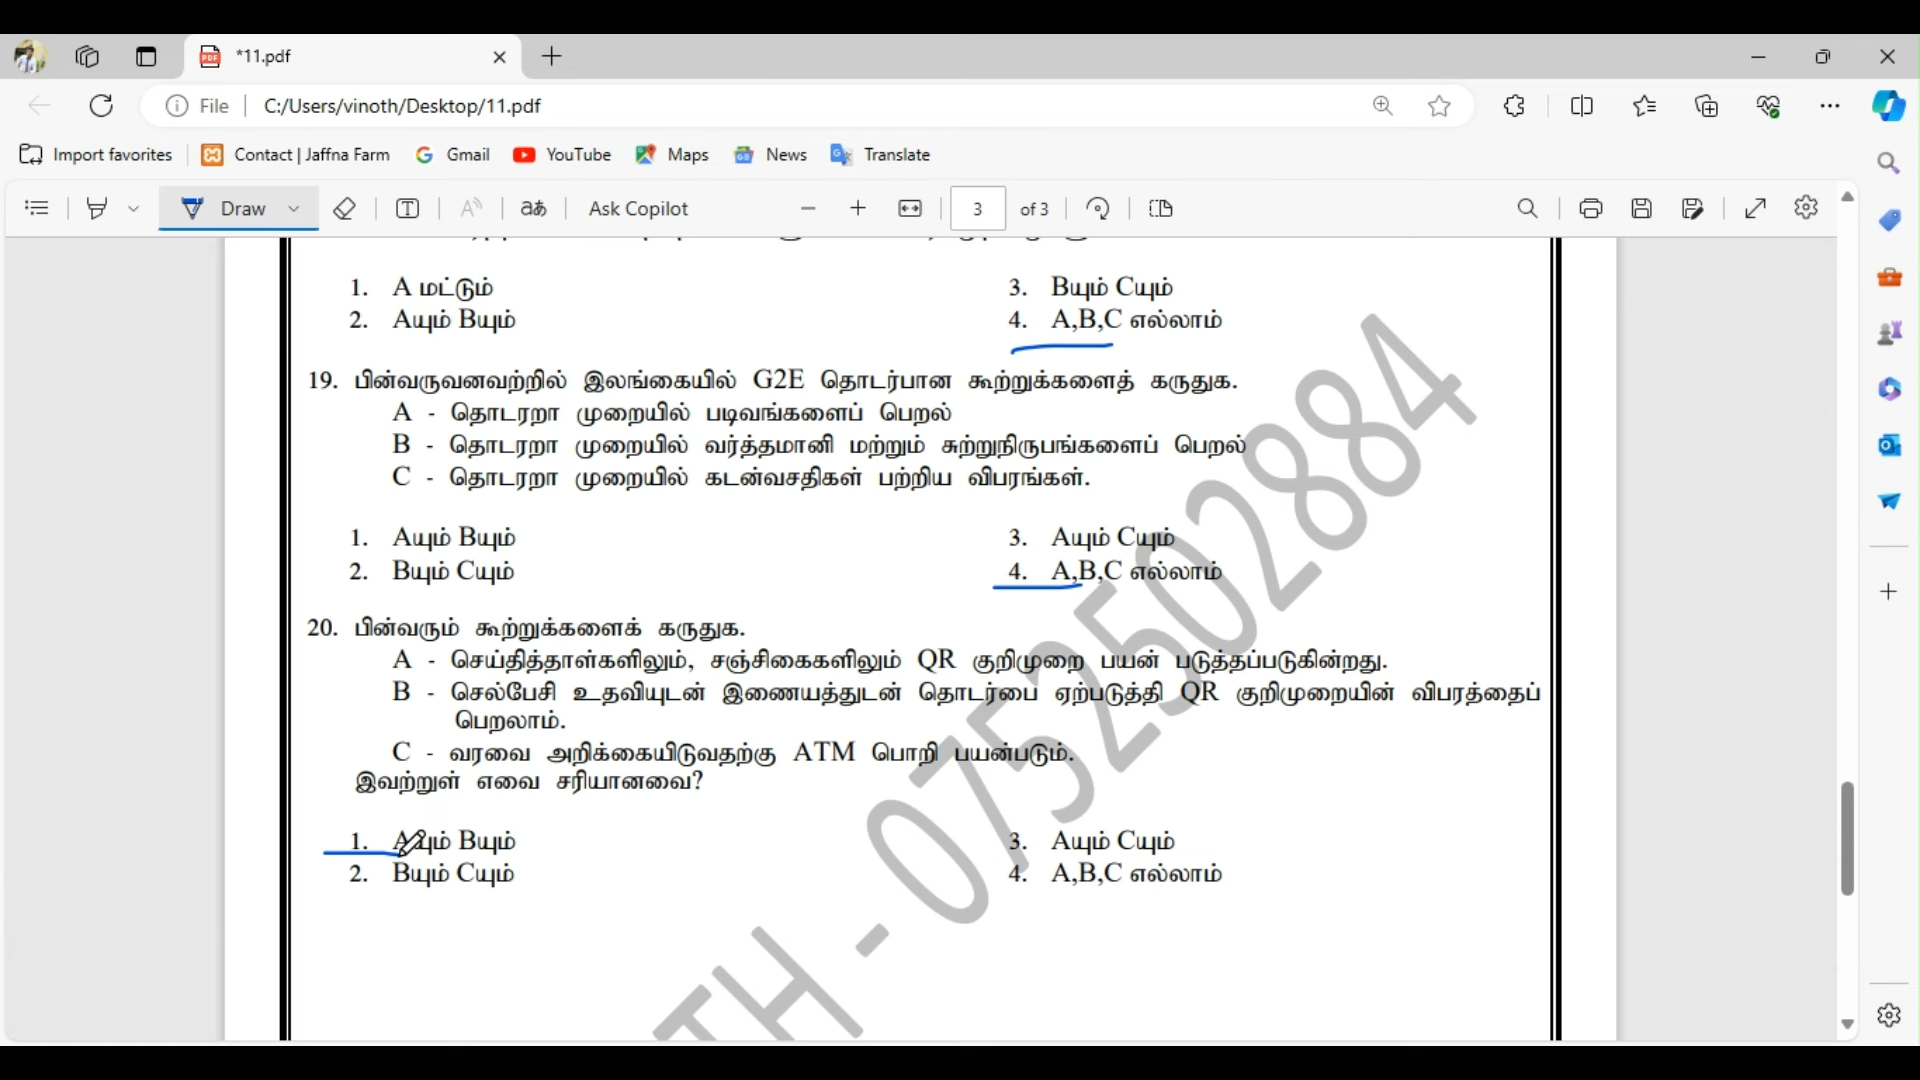 *11.pdf
File
C:/Users/vinoth/Desktop/11.pdf
Import favorites
Contact | Jaffna Farm
Gmail
YouTube
Maps
News
Translate
Draw
aあ
Ask Copilot
3
of 3
1. A மட்டும்
3. Bயும் Cயும்
2. Aயும் Bயும்
4. A,B,C எல்லாம்
19. பின்வருவனவற்றில் இலங்கையில் G2E தொடர்பான கூற்றுக்களைத் கருதுக.
A - தொடரறா முறையில் படிவங்களைப் பெறல்
B - தொடரறா முறையில் வர்த்தமானி மற்றும் சுற்றுநிருபங்களைப் பெறல்
C - தொடரறா முறையில் கடன்வசதிகள் பற்றிய விபரங்கள்.
1. Aயும் Bயும்
3. Aயும் Cயும்
2. Bயும் Cயும்
4. A,B,C எல்லாம்
20. பின்வரும் கூற்றுக்களைக் கருதுக.
A - செய்தித்தாள்களிலும், சஞ்சிகைகளிலும் QR குறிமுறை பயன் படுத்தப்படுகின்றது.
B - செல்பேசி உதவியுடன் இணையத்துடன் தொடர்பை ஏற்படுத்தி QR குறிமுறையின் விபரத்தைப்
பெறலாம்.
C - வரவை அறிக்கையிடுவதற்கு ATM பொறி பயன்படும்.
இவற்றுள் எவை சரியானவை?
1. Aயும் Bயும்
3. Aயும் Cயும்
2. Bயும் Cயும்
4. A,B,C எல்லாம்
TH - 075250284